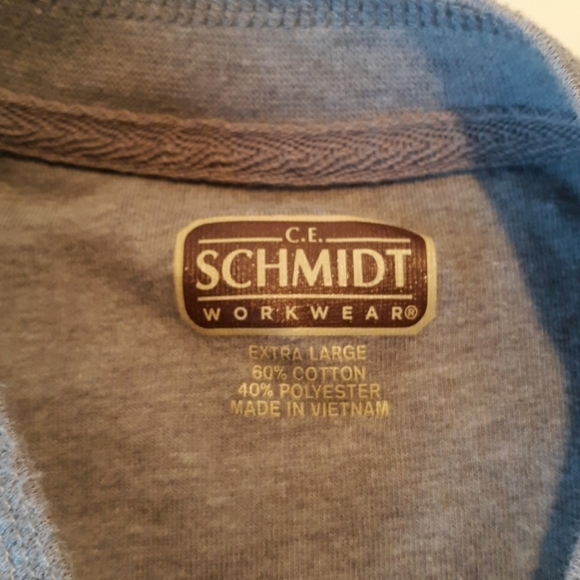 C.E.
SCHMIDT
WORKWEAR®
EXTRA LARGE
60% COTTON
40% POLYESTER
MADE IN VIETNAM